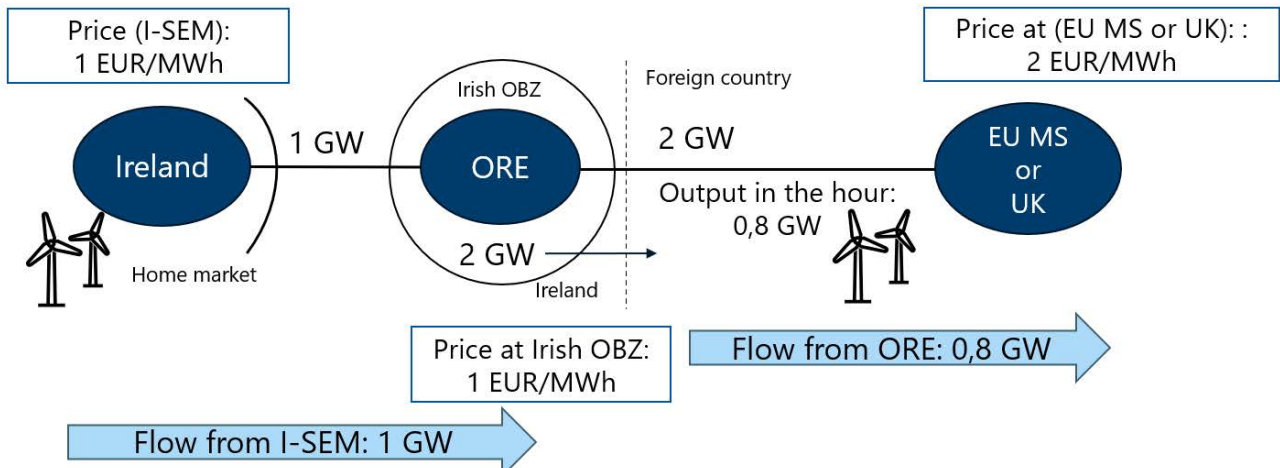 Price (I-SEM):
1 EUR/MWh
Price at (EU MS or UK): :
2 EUR/MWh
Irish OBZ
Foreign country
Ireland
1 GW
ORE
2 GW
EU MS
or
UK
Output in the hour:
0,8 GW
2 GW
Home market
Ireland
Price at Irish OBZ:
1 EUR/MWh
Flow from ORE: 0,8 GW
Flow from I-SEM: 1 GW